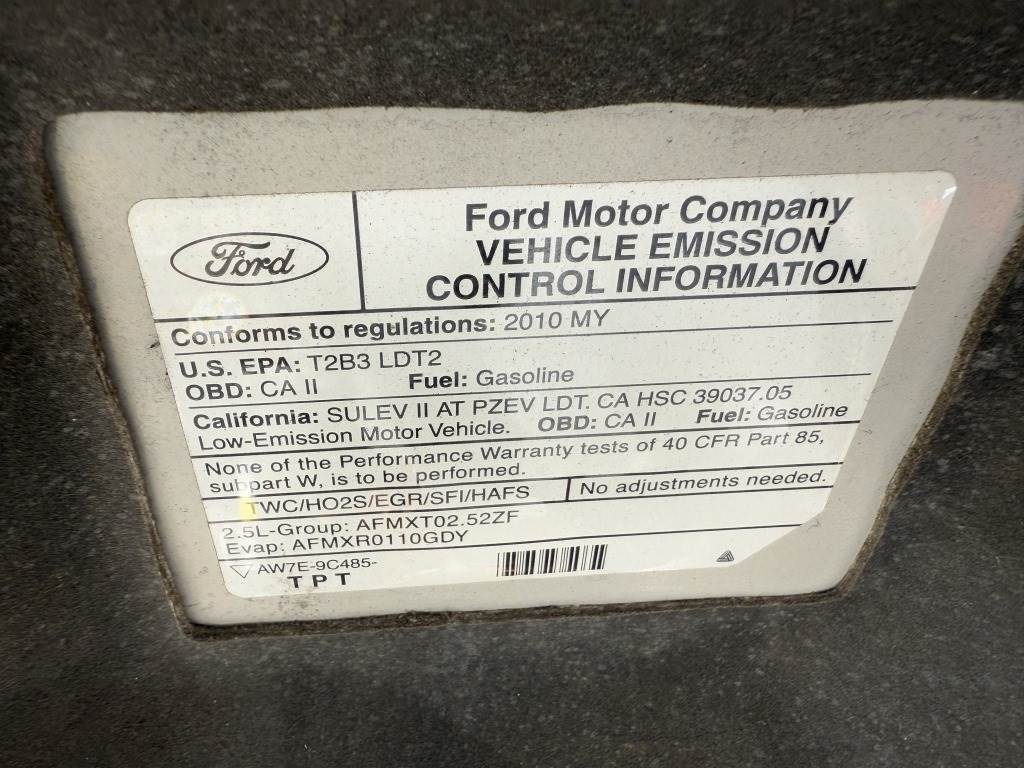 Ford
Ford Motor Company
VEHICLE EMISSION
CONTROL INFORMATION
Conforms to regulations: 2010 MY
U.S. EPA: T2B3 LDT2
OBD: CA II Fuel: Gasoline
California: SULEV II AT PZEV LDT. CA HSC 39037.05
Low-Emission Motor Vehicle. OBD: CA II Fuel: Gasoline
None of the Performance Warranty tests of 40 CFR Part 85,
subpart W, is to be performed.
TWC/HO2S/EGR/SFI/HAFS No adjustments needed.
2.5L-Group: AFMXT02.52ZF
Evap: AFMXR0110GDY
AW7E-9C485-
TPT